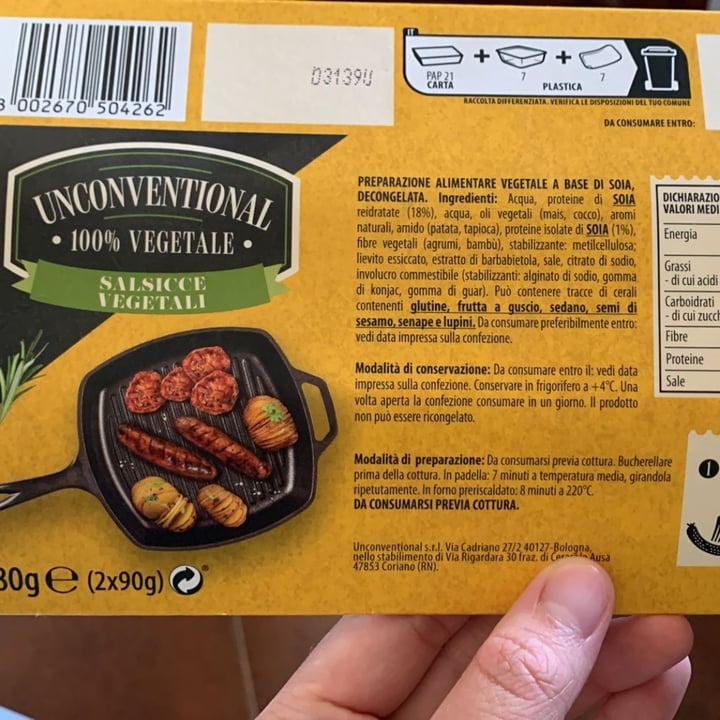 IT
PAP 21
CARTA
7
7
PLASTICA
RACCOLTA DIFFERENZIATA. VERIFICA LE DISPOSIZIONI DEL TUO COMUNE
DA CONSUMARE ENTRO:
031390
8 002670 504262
UNCONVENTIONAL
• 100% VEGETALE •
SALSICCE
VEGETALI
80g e (2x90g)
PREPARAZIONE ALIMENTARE VEGETALE A BASE DI SOIA,
DECONGELATA. Ingredienti: Acqua, proteine di SOIA
reidratate (18%), acqua, oli vegetali (mais, cocco), aromi
naturali, amido (patata, tapioca), proteine isolate di SOIA (1%),
fibre vegetali (agrumi, bambù), stabilizzante: metilcellulosa;
lievito essiccato, estratto di barbabietola, sale, citrato di sodio,
involucro commestibile (stabilizzanti: alginato di sodio, gomma
di konjac, gomma di guar). Può contenere tracce di cerali
contenenti glutine, frutta a guscio, sedano, semi di
sesamo, senape e lupini. Da consumare preferibilmente entro:
vedi data impressa sulla confezione.
Modalità di conservazione: Da consumare entro il: vedi data
impressa sulla confezione. Conservare in frigorifero a +4°C. Una
volta aperta la confezione consumare in un giorno. Il prodotto
non può essere ricongelato.
Modalità di preparazione: Da consumarsi previa cottura. Bucherellare
prima della cottura. In padella: 7 minuti a temperatura media, girandola
ripetutamente. In forno preriscaldato: 8 minuti a 220°C.
DA CONSUMARSI PREVIA COTTURA.
Unconventional s.r.l. Via Cadriano 27/2 40127-Bologna,
nello stabilimento di Via Rigardara 30 fraz. di Ausa
47853 Coriano (RN).
DICHIARAZIO
VALORI MEDI
Energia
Grassi
- di cui acidi
Carboidrati
- di cui zucch
Fibre
Proteine
Sale
1